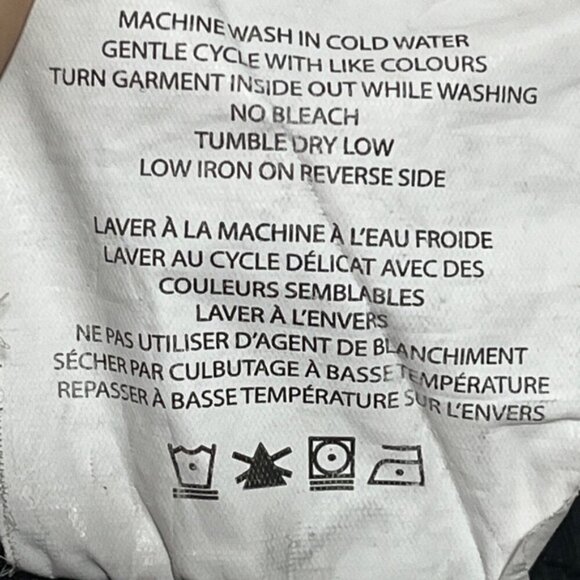 MACHINE WASH IN COLD WATER
GENTLE CYCLE WITH LIKE COLOURS
TURN GARMENT INSIDE OUT WHILE WASHING
NO BLEACH
TUMBLE DRY LOW
LOW IRON ON REVERSE SIDE
LAVER À LA MACHINE À L'EAU FROIDE
LAVER AU CYCLE DÉLICAT AVEC DES
COULEURS SEMBLABLES
LAVER À L'ENVERS
NE PAS UTILISER D'AGENT DE BLANCHIMENT
SÉCHER PAR CULBUTAGE À BASSE TEMPÉRATURE
REPASSER À BASSE TEMPÉRATURE SUR L'ENVERS